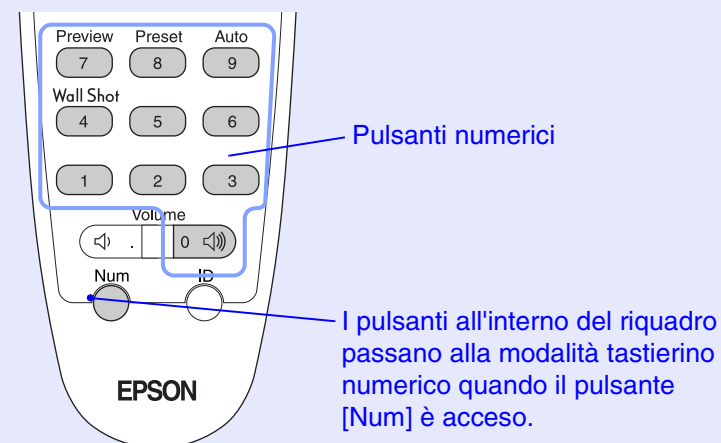 Preview Preset Auto
7 8 9
Wall Shot
4 5 6
Pulsanti numerici
1 2 3
Volume
. 0
Num ID
I pulsanti all'interno del riquadro
passano alla modalità tastierino
numerico quando il pulsante
[Num] è acceso.
EPSON